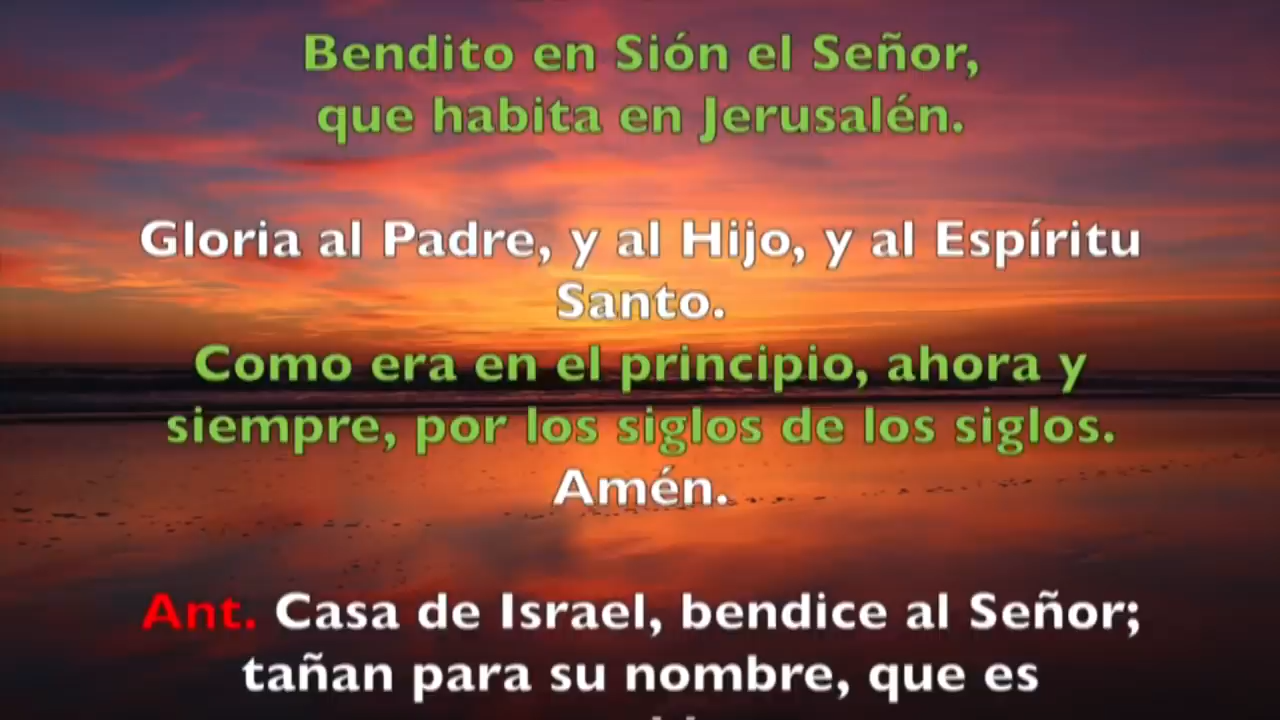 Bendito en Sión el Señor,
que habita en Jerusalén.
Gloria al Padre, y al Hijo, y al Espíritu
Santo.
Como era en el principio, ahora y
siempre, por los siglos de los siglos.
Amén.
Ant. Casa de Israel, bendice al Señor;
tañan para su nombre, que es